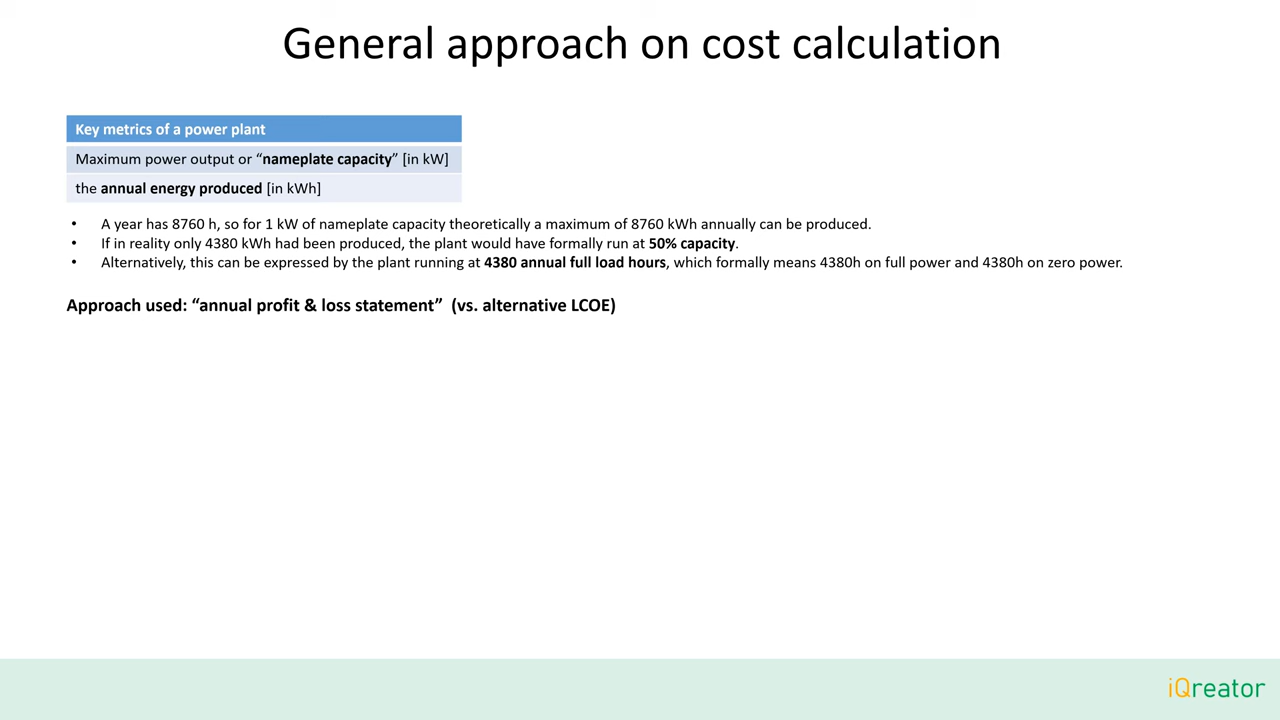 General approach on cost calculation
Key metrics of a power plant
Maximum power output or “nameplate capacity” [in kW]
the annual energy produced [in kWh]
• A year has 8760 h, so for 1 kW of nameplate capacity theoretically a maximum of 8760 kWh annually can be produced.
• If in reality only 4380 kWh had been produced, the plant would have formally run at 50% capacity.
• Alternatively, this can be expressed by the plant running at 4380 annual full load hours, which formally means 4380h on full power and 4380h on zero power.
Approach used: “annual profit & loss statement” (vs. alternative LCOE)
iQreator